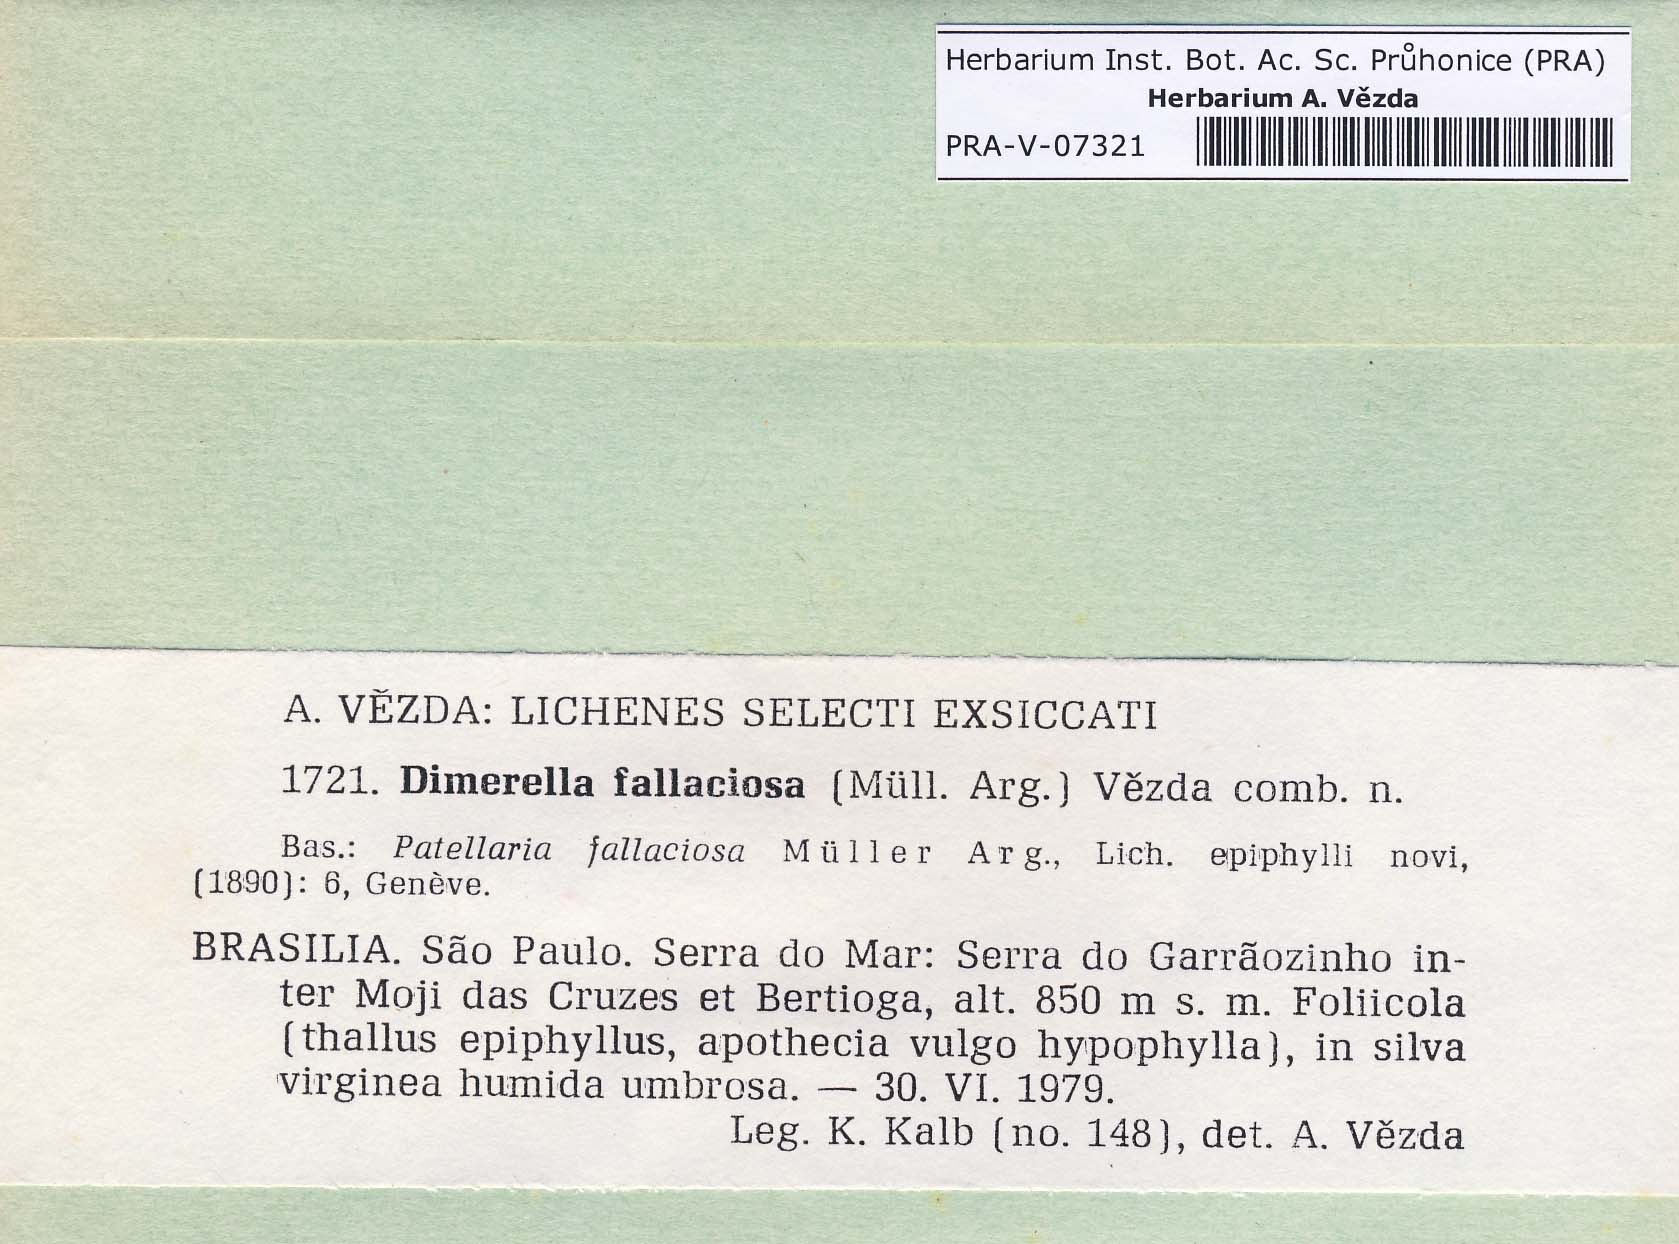 Herbarium Inst. Bot. Ac. Sc. Průhonice (PRA)
Herbarium A. Vězda
PRA-V-07321
A. VĚZDA: LICHENES SELECTI EXSICCATI
1721. Dimerella fallaciosa (Müll. Arg.) Vězda comb. n.
Bas.: Patellaria fallaciosa Müller Arg., Lich. epiphylli novi,
(1890): 6, Genève.
BRASILIA. São Paulo. Serra do Mar: Serra do Garrãozinho in-
ter Moji das Cruzes et Bertioga, alt. 850 m s. m. Foliicola
(thallus epiphyllus, apothecia vulgo hypophylla), in silva
virginea humida umbrosa. — 30. VI. 1979.
Leg. K. Kalb (no. 148), det. A. Vězda